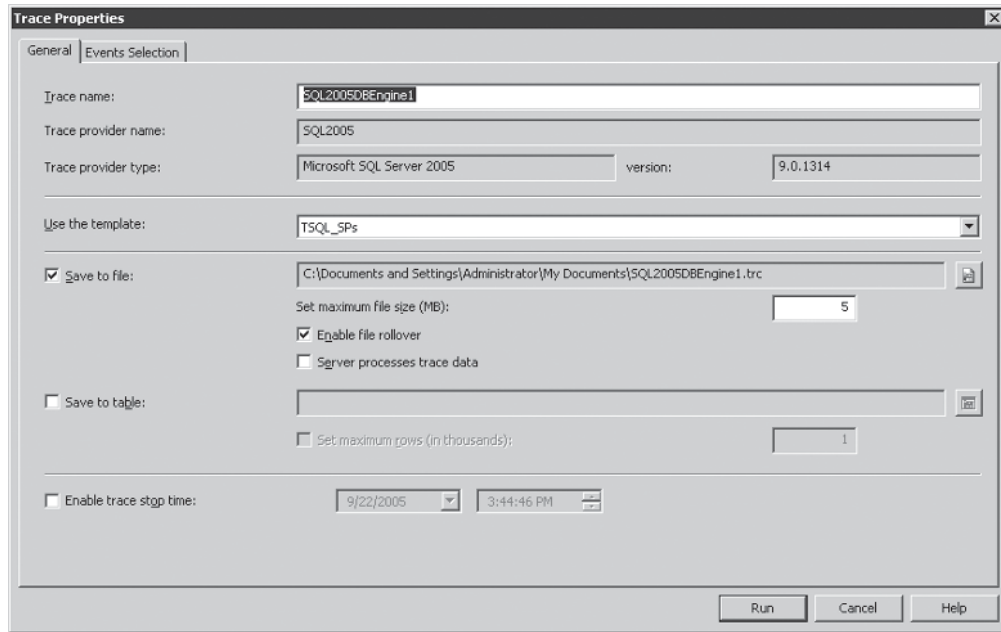 Trace Properties
General Events Selection
Trace name: SQL2005DBEngine1
Trace provider name: SQL2005
Trace provider type: Microsoft SQL Server 2005 version: 9.0.1314
Use the template: TSQL_SPs
Save to file: C:\Documents and Settings\Administrator\My Documents\SQL2005DBEngine1.trc
Set maximum file size (MB): 5
Enable file rollover
Server processes trace data
Save to table:
Set maximum rows (in thousands): 1
Enable trace stop time: 9/22/2005 3:44:46 PM
Run Cancel Help